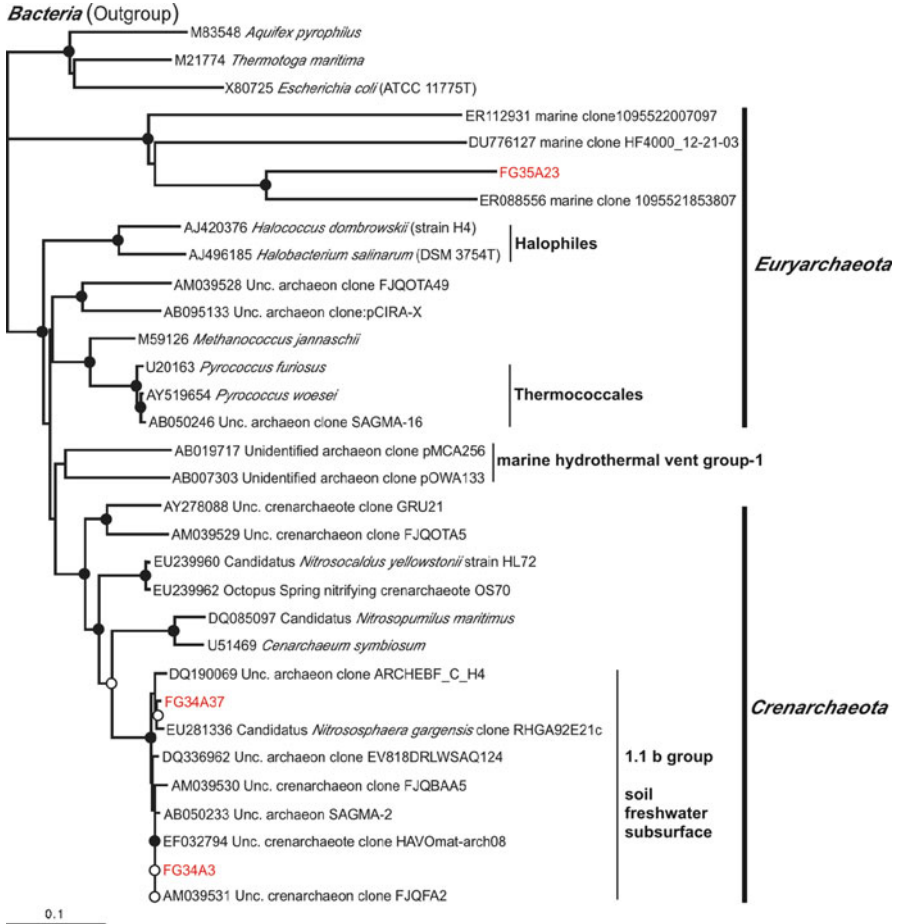 Bacteria (Outgroup)
M83548 Aquifex pyrophilus
M21774 Thermotoga maritima
X80725 Escherichia coli (ATCC 11775T)
ER112931 marine clone1095522007097
DU776127 marine clone HF4000_12-21-03
FG35A23
ER088556 marine clone 1095521853807
AJ420376 Halococcus dombrowskii (strain H4)
AJ496185 Halobacterium salinarum (DSM 3754T)
Halophiles
Euryarchaeota
AM039528 Unc. archaeon clone FJQOTA49
AB095133 Unc. archaeon clone:pCIRA-X
M59126 Methanococcus jannaschii
U20163 Pyrococcus furiosus
AY519654 Pyrococcus woesei
AB050246 Unc. archaeon clone SAGMA-16
Thermococcales
AB019717 Unidentified archaeon clone pMCA256
AB007303 Unidentified archaeon clone pOWA133
marine hydrothermal vent group-1
AY278088 Unc. crenarchaeote clone GRU21
AM039529 Unc. crenarchaeon clone FJQOTA5
EU239960 Candidatus Nitrosocaldus yellowstonii strain HL72
EU239962 Octopus Spring nitrifying crenarchaeote OS70
DQ085097 Candidatus Nitrosopumilus maritimus
U51469 Cenarchaeum symbiosum
DQ190069 Unc. archaeon clone ARCHEBF_C_H4
FG34A37
Crenarchaeota
EU281336 Candidatus Nitrososphaera gargensis clone RHGA92E21c
DQ336962 Unc. archaeon clone EV818DRLWSAQ124
1.1 b group
AM039530 Unc. crenarchaeon clone FJQBAA5
AB050233 Unc. archaeon SAGMA-2
soil
freshwater
subsurface
EF032794 Unc. crenarchaeote clone HAVOmat-arch08
FG34A3
AM039531 Unc. crenarchaeon clone FJQFA2
0.1